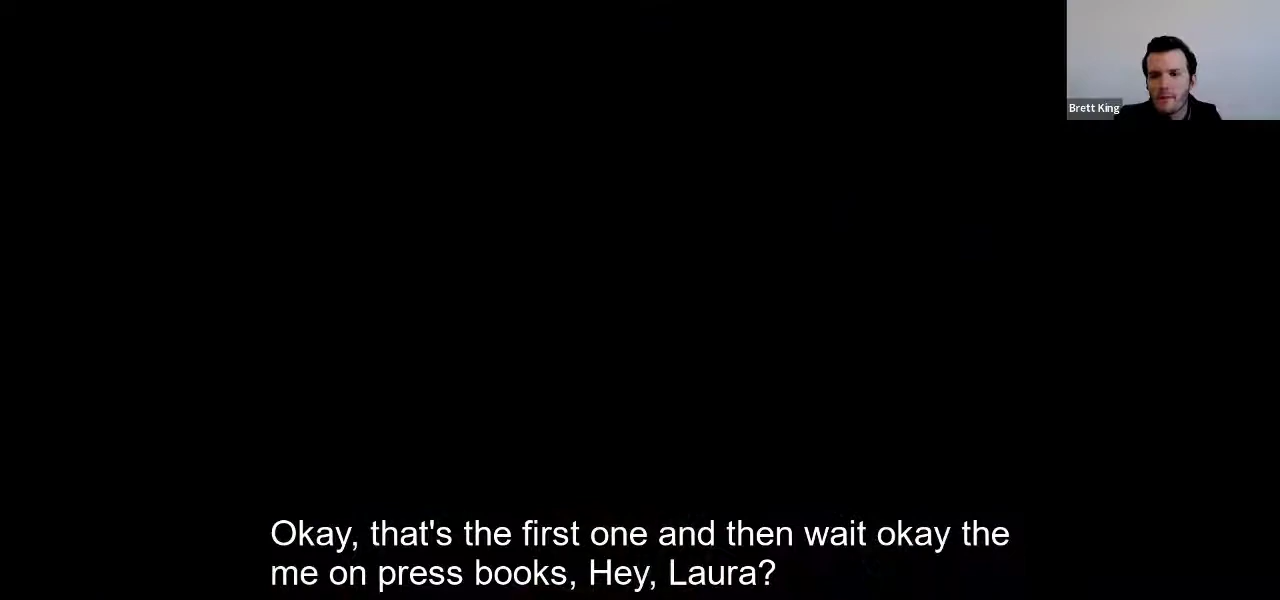 Brett King
Okay, that's the first one and then wait okay the
me on press books, Hey, Laura?